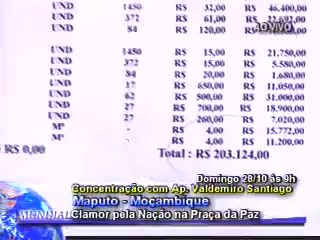 UND 1450 R$ 32,00 R$ 46.400,00
UND 372 R$ 61,00 R$ 22.692,00
UND 84 R$ 120,00 R$
AO VIVO
UND 1450 R$ 15,00 R$ 21.750,00
UND 372 R$ 15,00 R$ 5.580,00
UND 84 R$ 20,00 R$ 1.680,00
UND 17 R$ 650,00 R$ 11.050,00
UND 62 R$ 500,00 R$ 31.000,00
UND 27 R$ 700,00 R$ 18.900,00
UND 27 R$ 260,00 R$ 7.020,00
M² - R$ 4,00 R$ 15.772,00
M² - R$ 4,00 R$ 11.200,00
R$ 0,00 Total : R$ 203.124,00
Domingo 28/10 às 9h
Concentração com Ap. Valdemiro Santiago
Maputo - Moçambique
MUNDIAL Clamor pela Nação na Praça da Paz